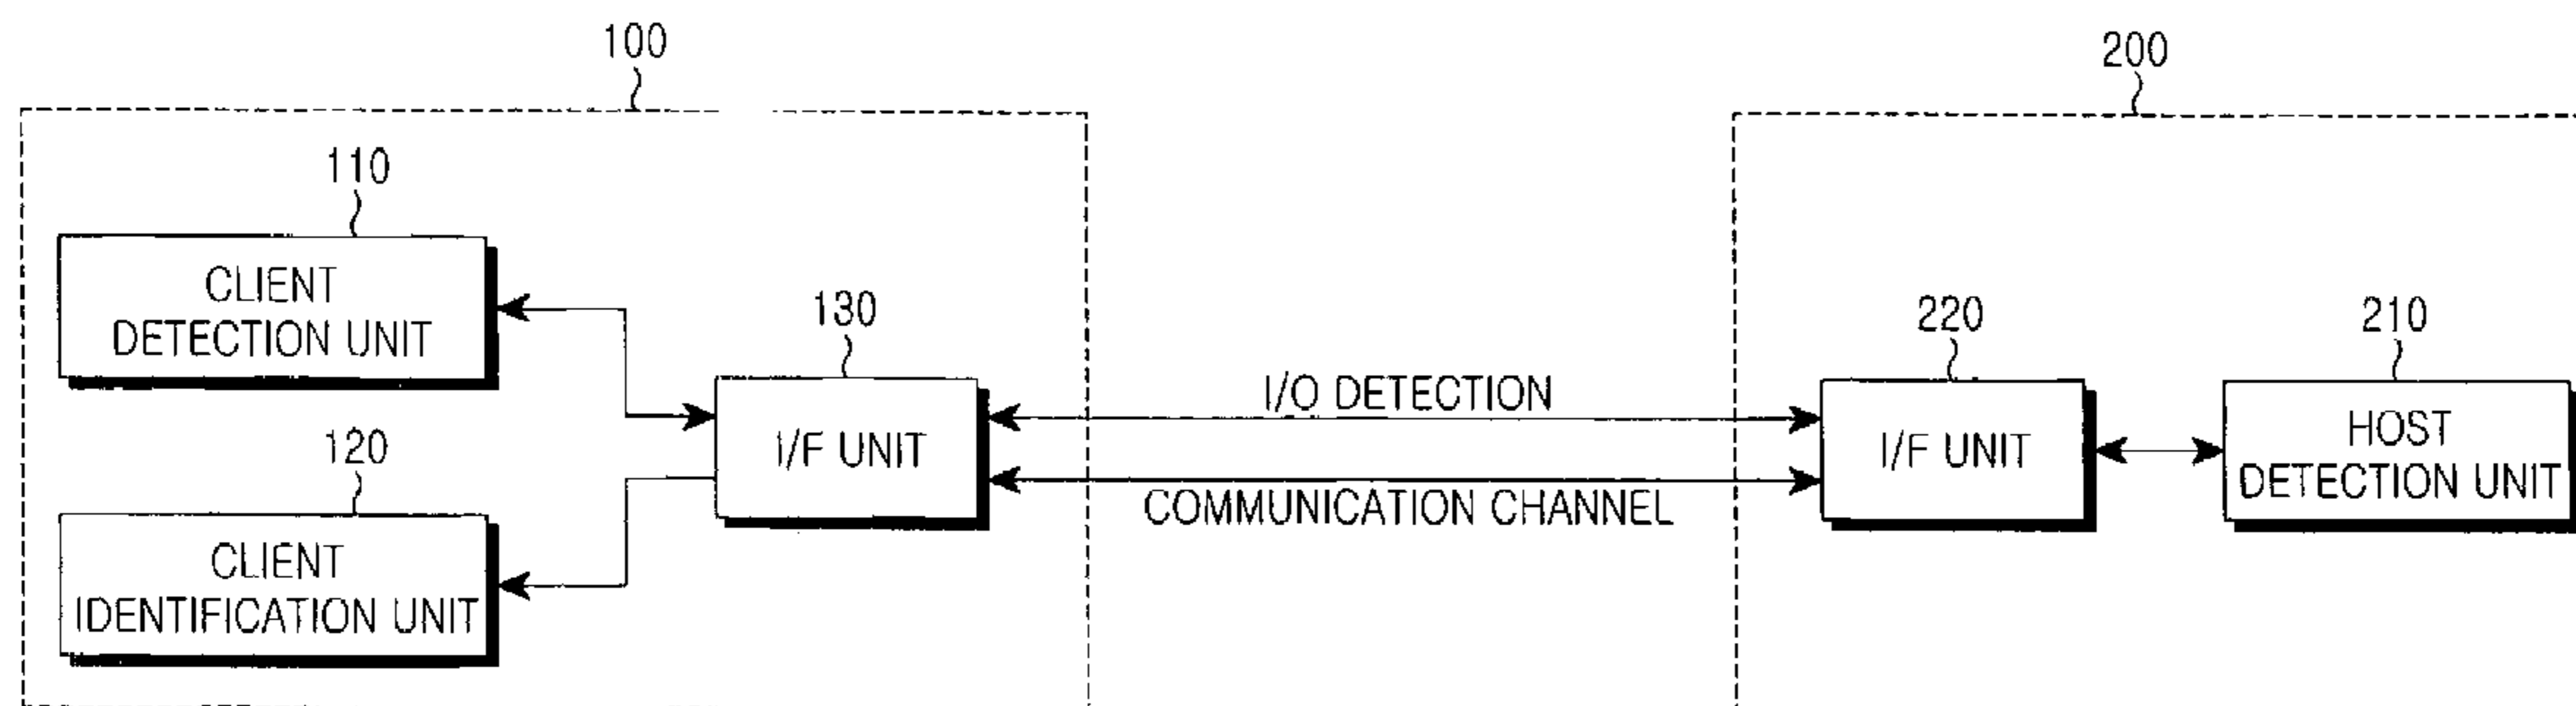 100
200
110
CLIENT
DETECTION UNIT
120
CLIENT
IDENTIFICATION UNIT
130
I/F UNIT
I/O DETECTION
COMMUNICATION CHANNEL
220
I/F UNIT
210
HOST
DETECTION UNIT